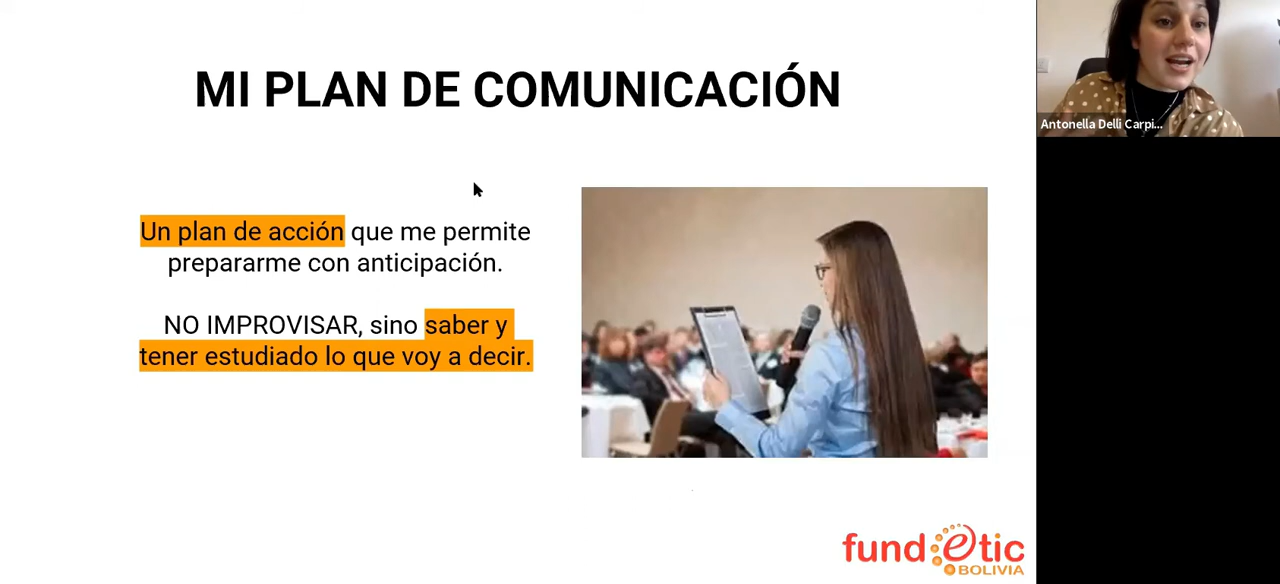 MI PLAN DE COMUNICACIÓN
Un plan de acción que me permite
prepararme con anticipación.
NO IMPROVISAR, sino saber y
tener estudiado lo que voy a decir.
Antonella Delli Carpi...
fundetic
BOLIVIA